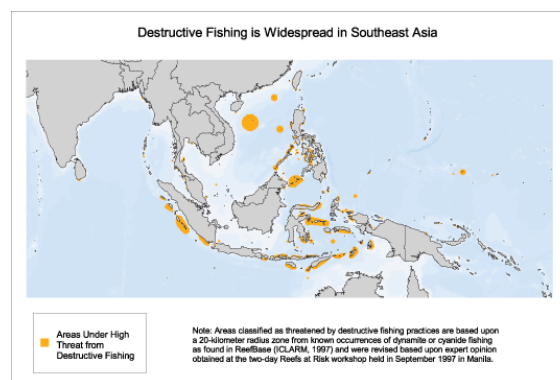 Destructive Fishing is Widespread in Southeast Asia
Areas Under High
Threat from
Destructive Fishing
Note: Areas classified as threatened by destructive fishing practices are based upon
a 20-kilometer radius zone from known occurrences of dynamite or cyanide fishing
as found in ReefBase (ICLARM, 1997) and were revised based upon expert opinion
obtained at the two-day Reefs at Risk workshop held in September 1997 in Manila.